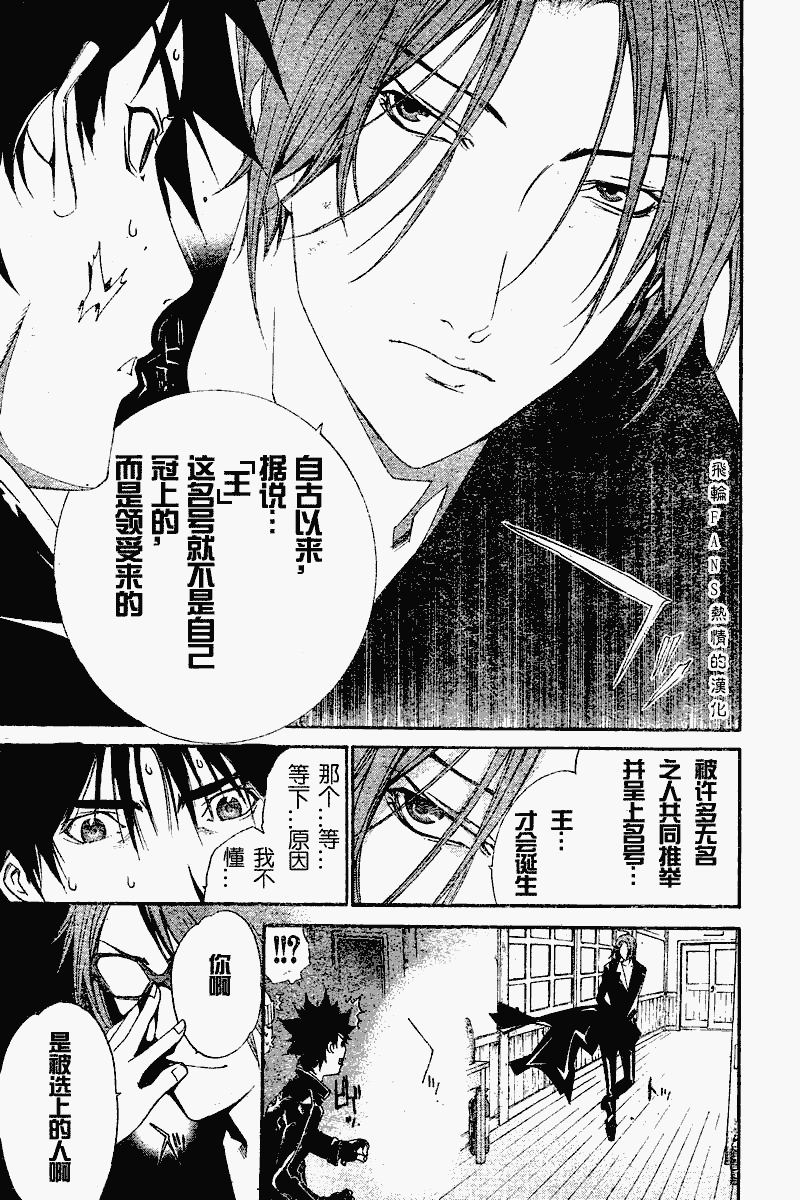 自古以来，
据说…
「王」
这名号就不是自己
冠上的，
而是领受来的
飛輪FANS熱情的漢化
被许多无名
之人共同推举
并呈上名号…
王…
才会诞生
那个…等…
等下…原因
我不
懂…
!!?
你啊
是被选上的人啊